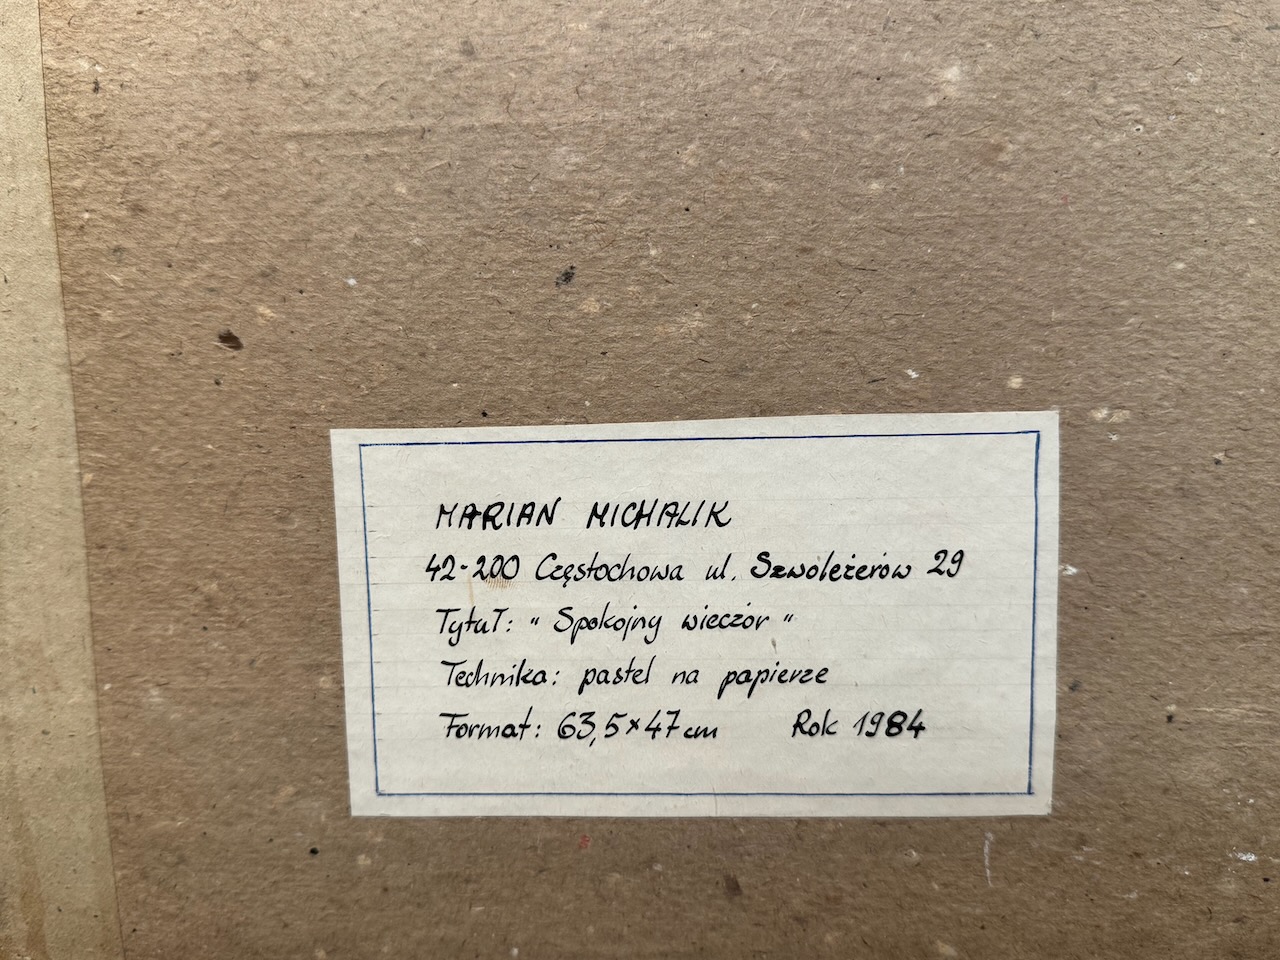 MARIAN MICHALIK
42-200 Częstochowa ul. Szwoleżerów 29
Tytuł: " Spokojny wieczór "
Technika: pastel na papierze
Format: 63,5×47cm Rok 1984